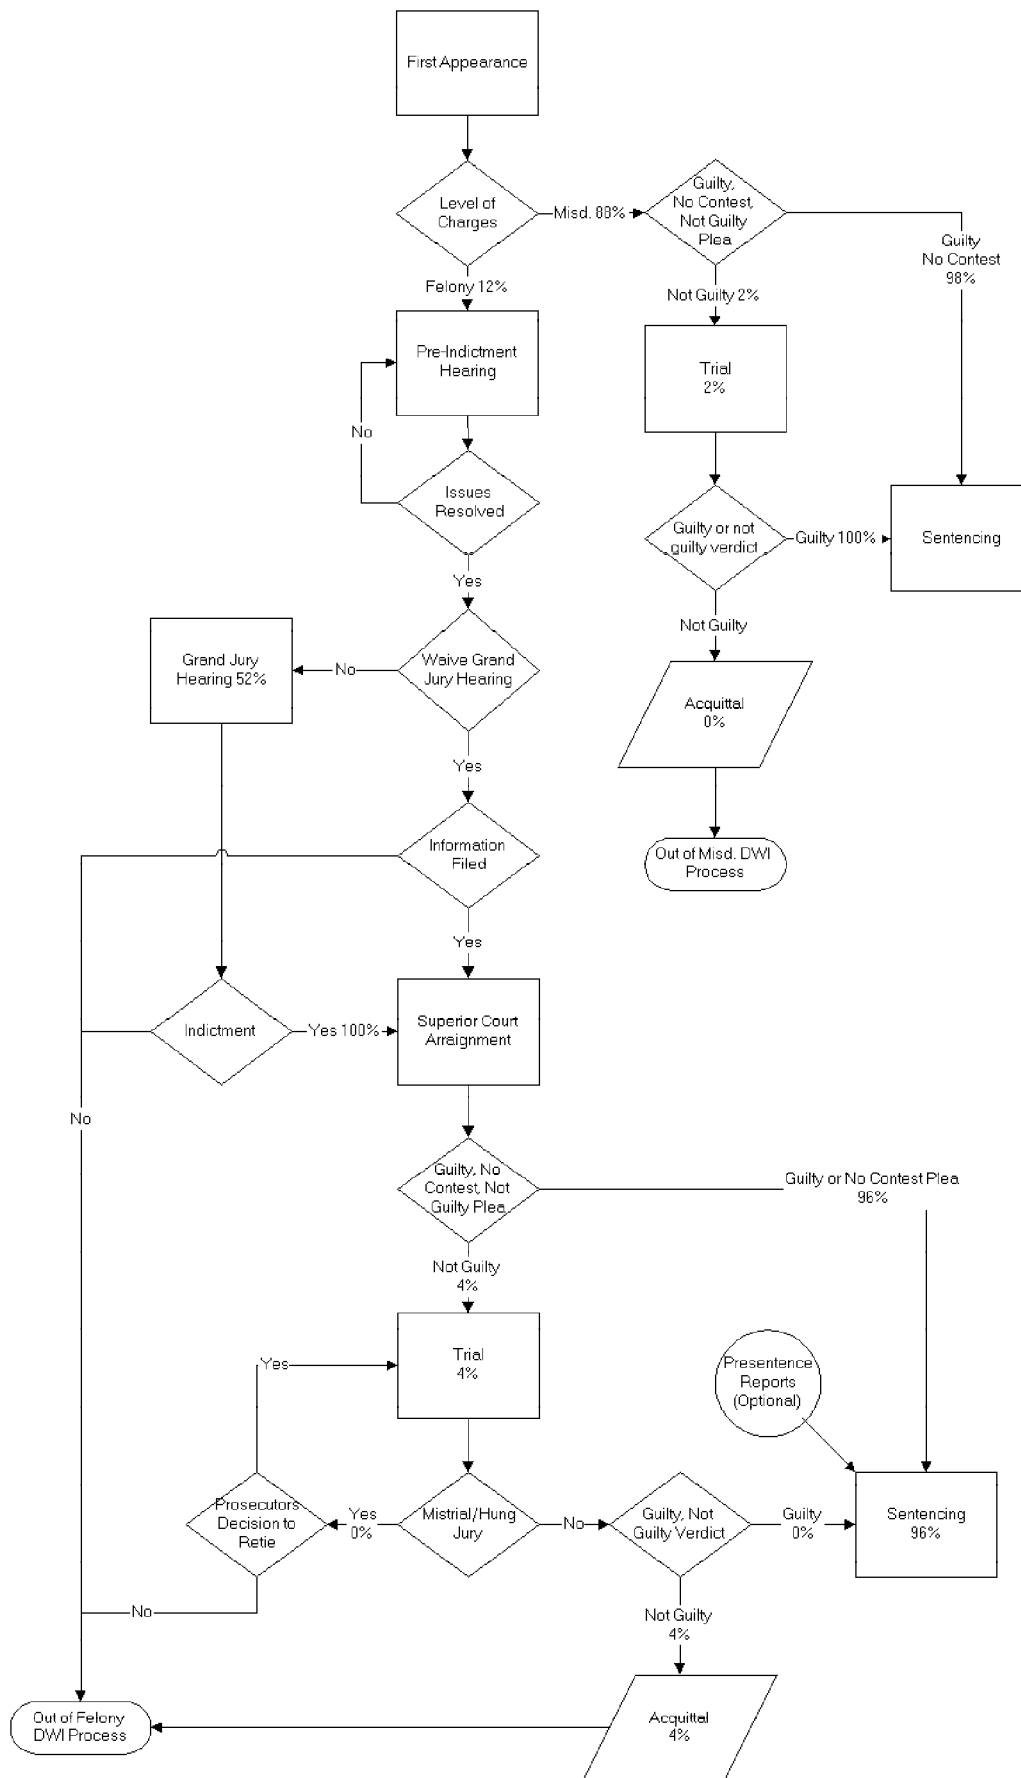 First Appearance
Level of
Charges
Misd. 88%
Guilty,
No Contest,
Not Guilty
Plea
Guilty
No Contest
98%
Felony 12%
Not Guilty 2%
Pre-Indictment
Hearing
Trial
2%
No
Issues
Resolved
Guilty or not
guilty verdict
Guilty 100%
Sentencing
Yes
Not Guilty
Grand Jury
Hearing 52%
No
Waive Grand
Jury Hearing
Acquittal
0%
Yes
Information
Filed
Out of Misd. DWI
Process
Yes
Indictment
Yes 100%
Superior Court
Arraignment
No
Guilty, No
Contest, Not
Guilty Plea
Guilty or No Contest Plea
96%
Not Guilty
4%
Yes
Trial
4%
Presentence
Reports
(Optional)
Prosecutors
Decision to
Retie
Yes
0%
Mistrial/Hung
Jury
No
Guilty, Not
Guilty Verdict
Guilty
0%
Sentencing
96%
No
Not Guilty
4%
Out of Felony
DWI Process
Acquittal
4%